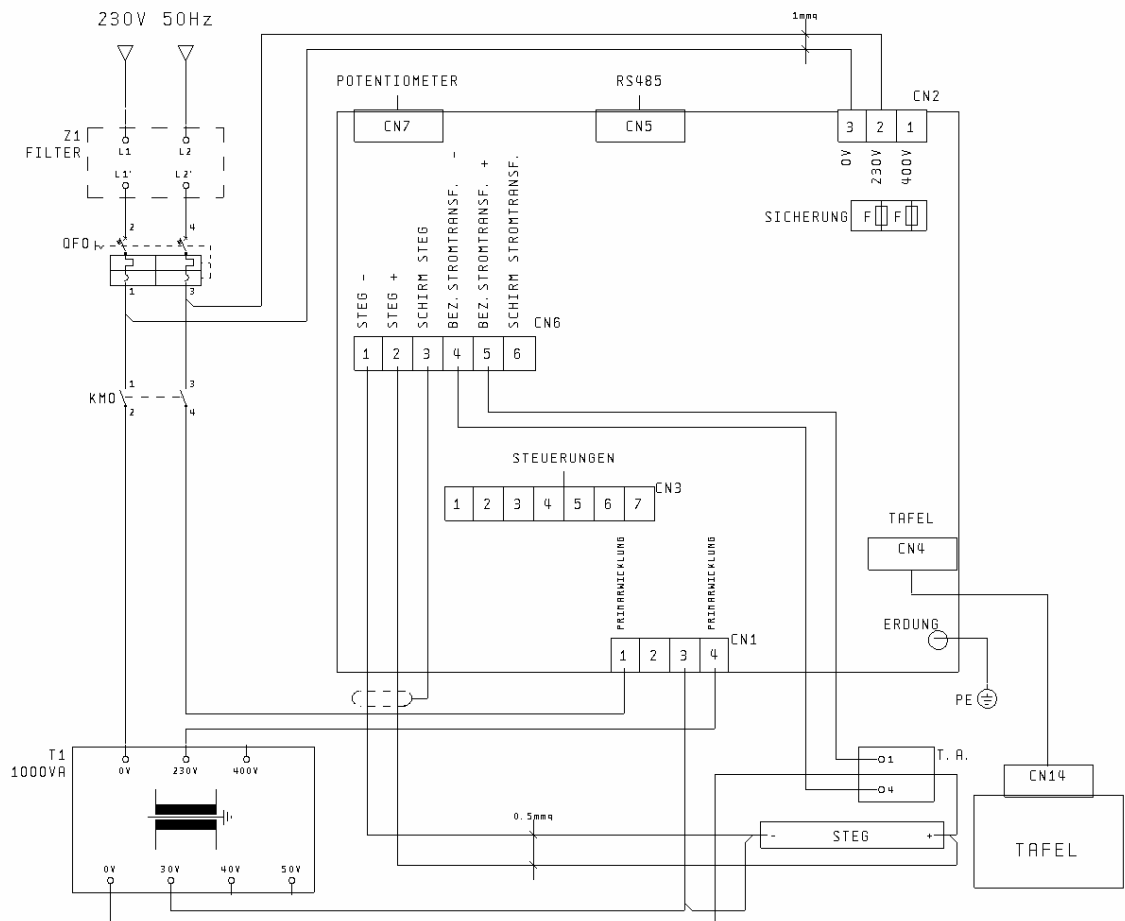 230V 50Hz
1mmq
POTENTIOMETER
RS485
CN2
CN7
CN5
3 2 1
0V
230V
400V
Z1
FILTER
L1 L2
L1' L2'
SICHERUNG F F
2 4
QF0
1 3
STEG -
STEG +
SCHIRM STEG
BEZ. STROMTRANSF. -
BEZ. STROMTRANSF. +
SCHIRM STROMTRANSF.
CN6
1 2 3 4 5 6
1 3
KM0
2 4
STEUERUNGEN
CN3
1 2 3 4 5 6 7
TAFEL
CN4
PRIMARWICKLUNG
PRIMARWICKLUNG
ERDUNG
CN1
1 2 3 4
PE
T1
1000VA
0V 230V 400V
T.A.
1
4
CN14
0.5mmq
- STEG +
TAFEL
0V 30V 40V 50V